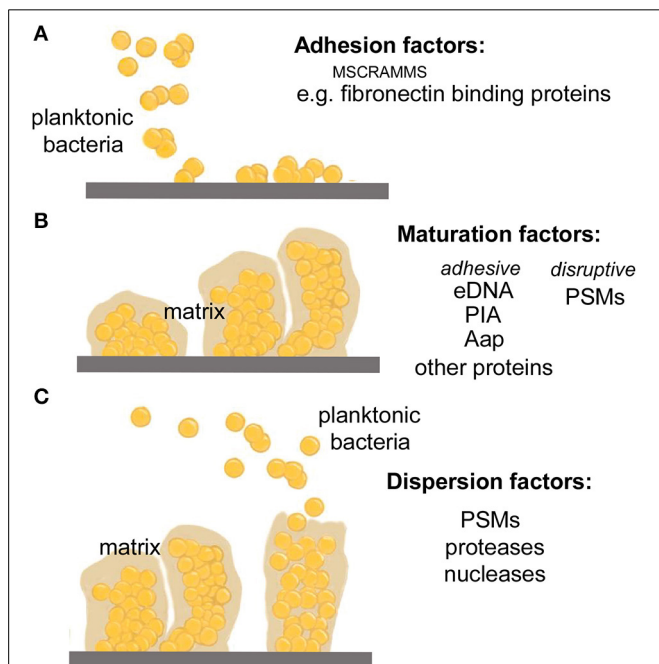 A
Adhesion factors:
MSCRAMMS
e.g. fibronectin binding proteins
planktonic
bacteria
B
Maturation factors:
adhesive disruptive
eDNA PSMs
PIA
Aap
other proteins
matrix
C
planktonic
bacteria
Dispersion factors:
PSMs
proteases
nucleases
matrix